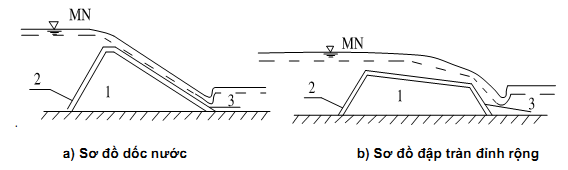 MN
2
1
3
a) Sơ đồ dốc nước
MN
2
1
3
b) Sơ đồ đập tràn đỉnh rộng